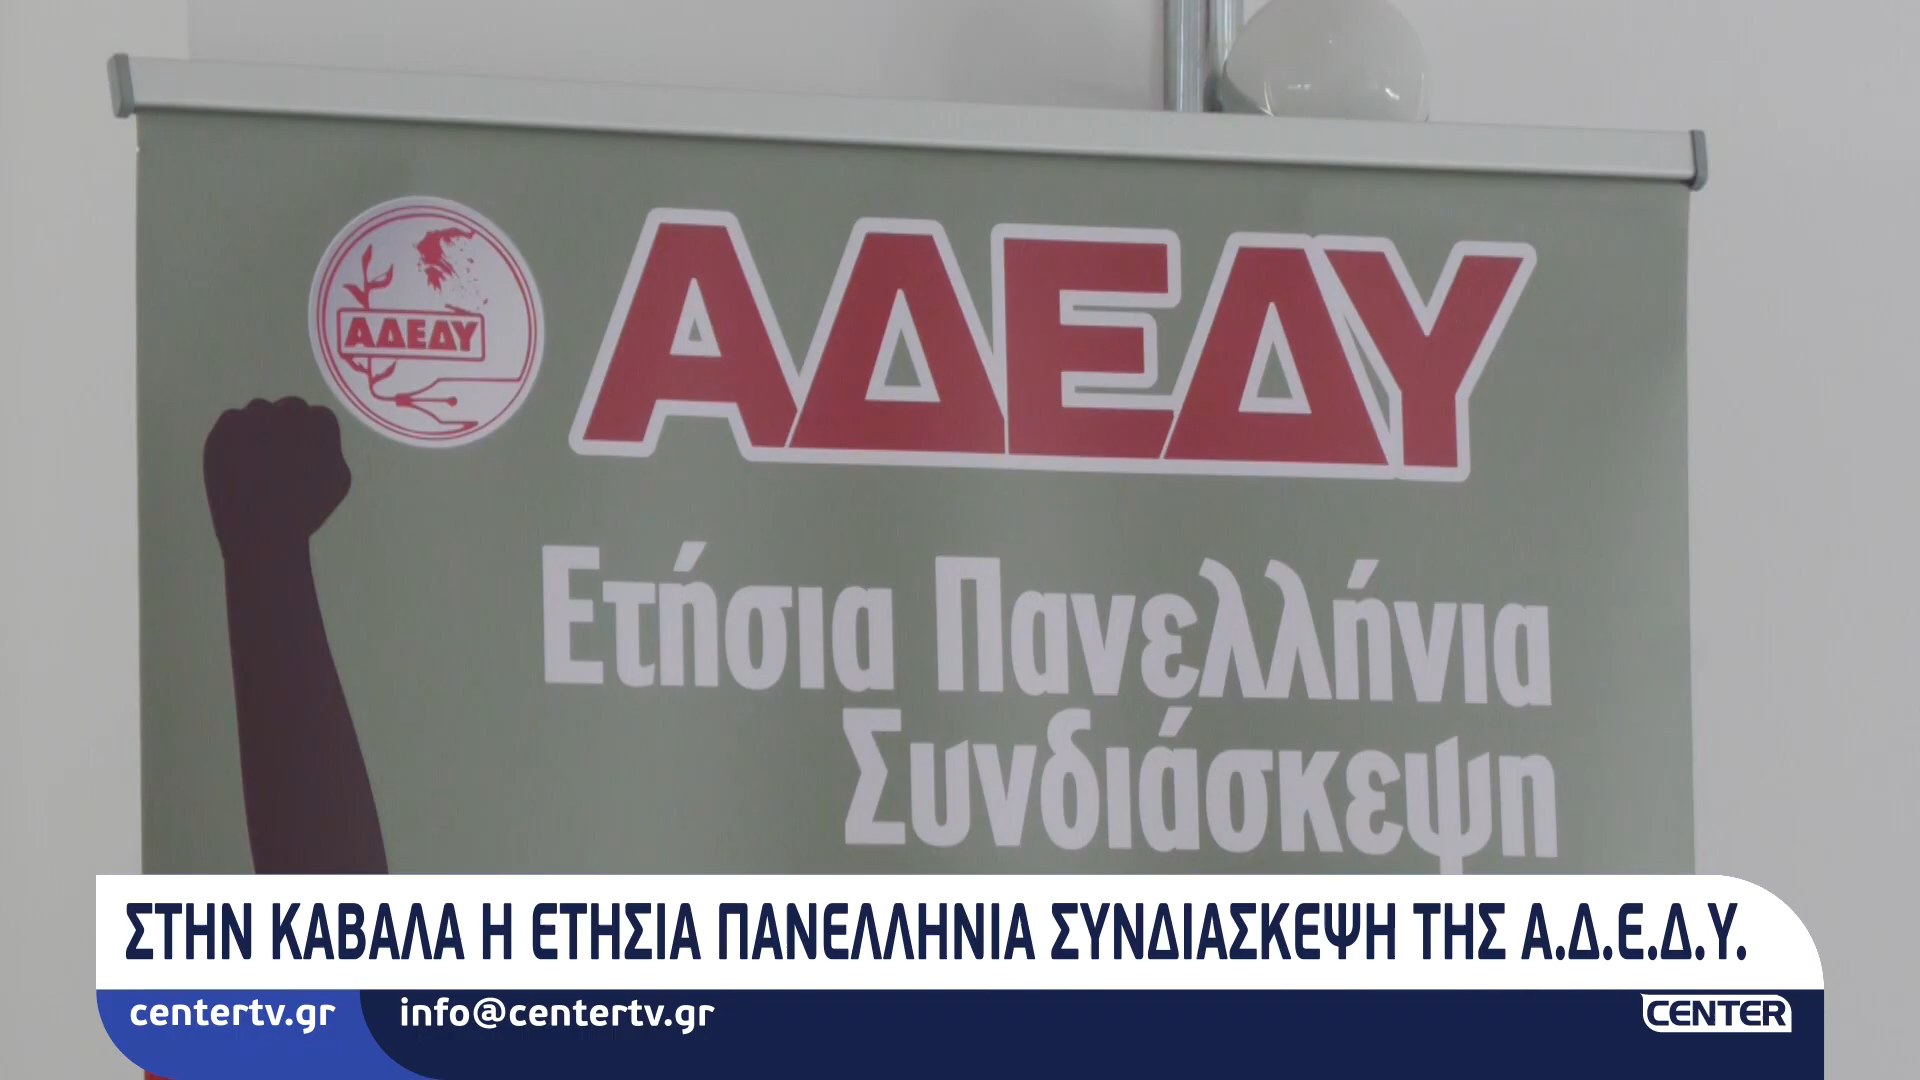 ΑΔΕΔΥ
ΑΔΕΔΥ
Ετήσια Πανελλήνια
Συνδιάσκεψη
ΣΤΗΝ ΚΑΒΑΛΑ Η ΕΤΗΣΙΑ ΠΑΝΕΛΛΗΝΙΑ ΣΥΝΔΙΑΣΚΕΨΗ ΤΗΣ Α.Δ.Ε.Δ.Υ.
centertv.gr
info@centertv.gr
CENTER